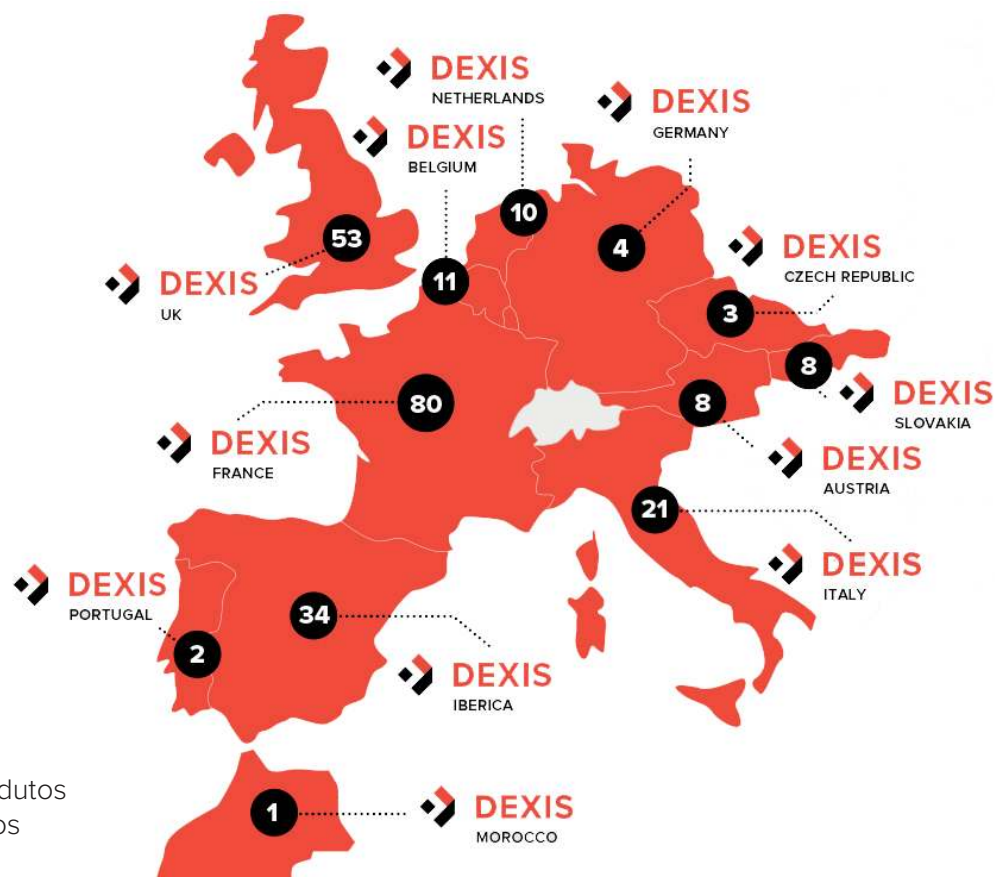 DEXIS
NETHERLANDS
DEXIS
GERMANY
DEXIS
BELGIUM
10
53
4
DEXIS
CZECH REPUBLIC
DEXIS
UK
11
3
8
DEXIS
SLOVAKIA
80
8
DEXIS
FRANCE
DEXIS
AUSTRIA
21
DEXIS
ITALY
DEXIS
PORTUGAL
34
2
DEXIS
IBERICA
dutos
os
1
DEXIS
MOROCCO